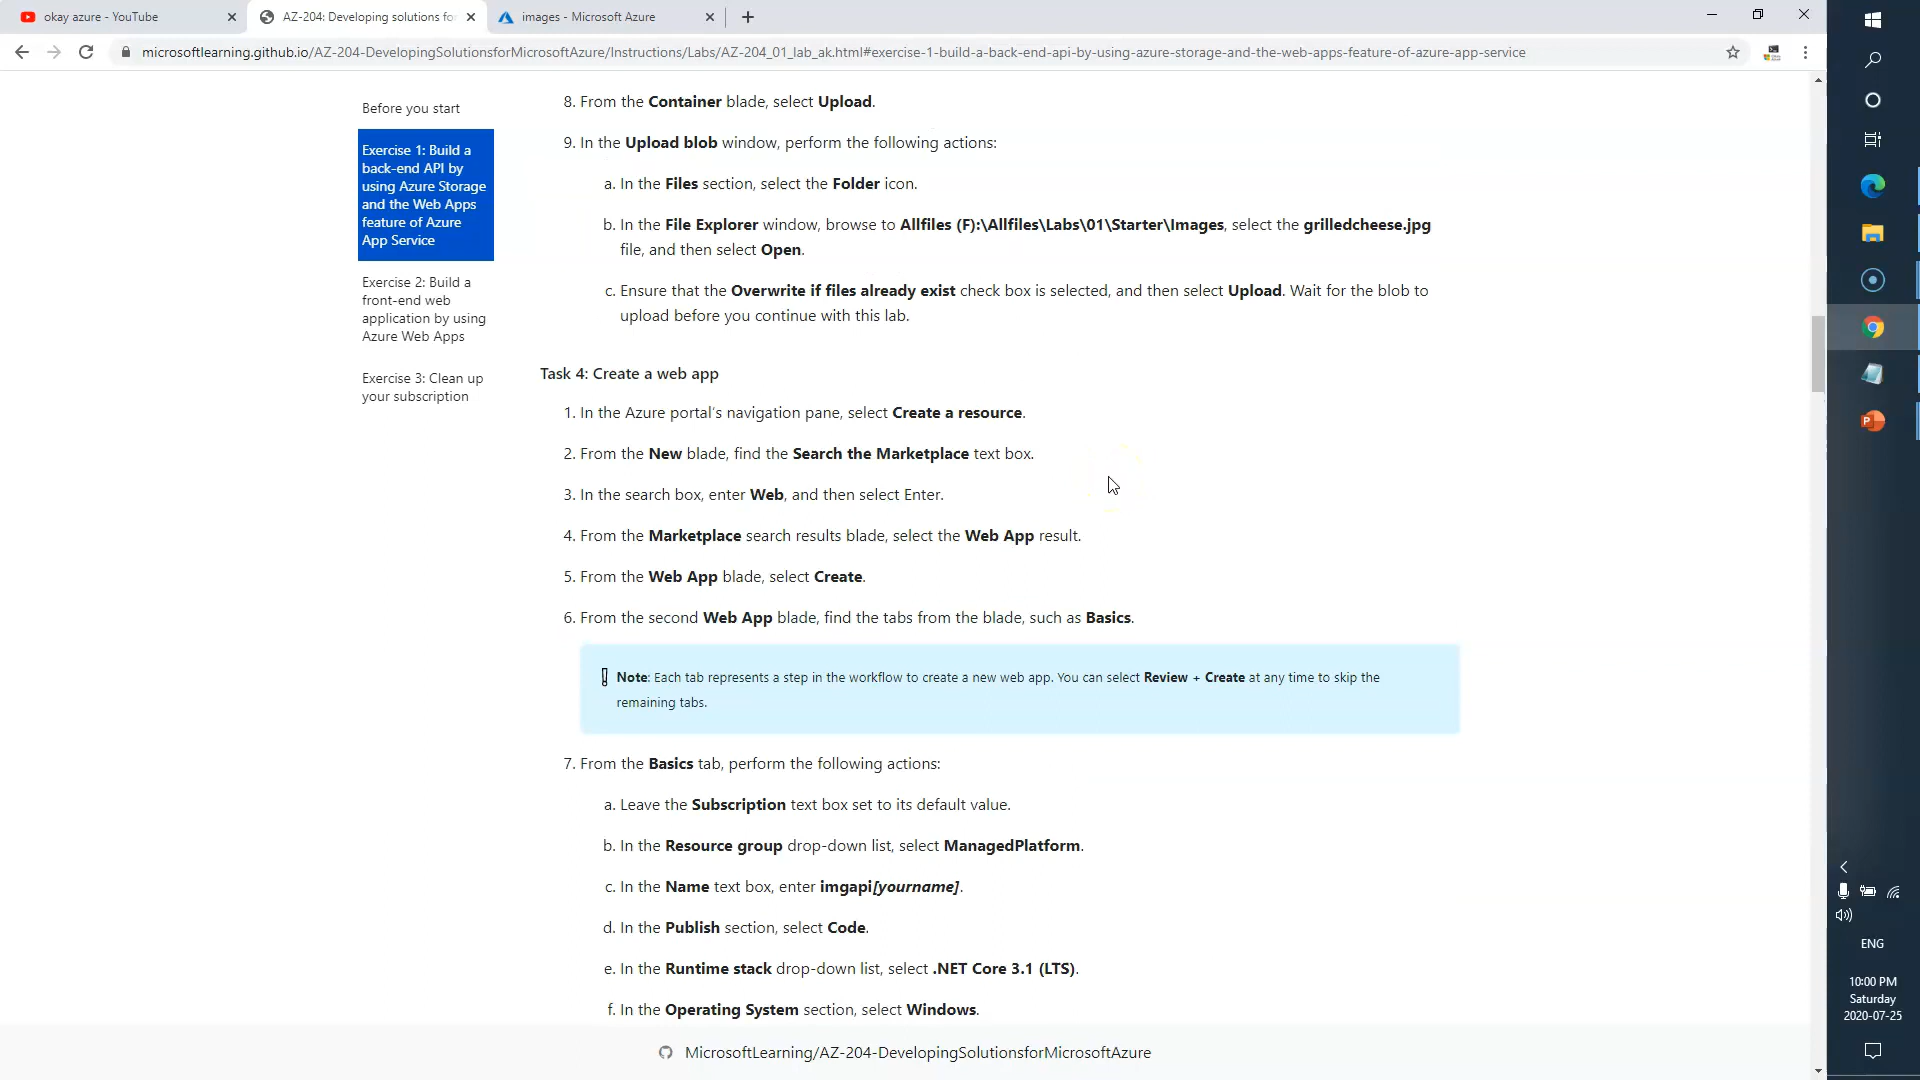 okay azure - YouTube
AZ-204: Developing solutions for
images - Microsoft Azure
microsoftlearning.github.io/AZ-204-DevelopingSolutionsforMicrosoftAzure/Instructions/Labs/AZ-204_01_lab_ak.html#exercise-1-build-a-back-end-api-by-using-azure-storage-and-the-web-apps-feature-of-azure-app-service
Before you start
Exercise 1: Build a
back-end API by
using Azure Storage
and the Web Apps
feature of Azure
App Service
Exercise 2: Build a
front-end web
application by using
Azure Web Apps
Exercise 3: Clean up
your subscription
8. From the Container blade, select Upload.
9. In the Upload blob window, perform the following actions:
a. In the Files section, select the Folder icon.
b. In the File Explorer window, browse to Allfiles (F):\Allfiles\Labs\01\Starter\Images, select the grilledcheese.jpg
file, and then select Open.
c. Ensure that the Overwrite if files already exist check box is selected, and then select Upload. Wait for the blob to
upload before you continue with this lab.
Task 4: Create a web app
1. In the Azure portal's navigation pane, select Create a resource.
2. From the New blade, find the Search the Marketplace text box.
3. In the search box, enter Web, and then select Enter.
4. From the Marketplace search results blade, select the Web App result.
5. From the Web App blade, select Create.
6. From the second Web App blade, find the tabs from the blade, such as Basics.
Note: Each tab represents a step in the workflow to create a new web app. You can select Review + Create at any time to skip the
remaining tabs.
7. From the Basics tab, perform the following actions:
a. Leave the Subscription text box set to its default value.
b. In the Resource group drop-down list, select ManagedPlatform.
c. In the Name text box, enter imgapi[yourname].
d. In the Publish section, select Code.
e. In the Runtime stack drop-down list, select .NET Core 3.1 (LTS).
f. In the Operating System section, select Windows.
MicrosoftLearning/AZ-204-DevelopingSolutionsforMicrosoftAzure
ENG
10:00 PM
Saturday
2020-07-25